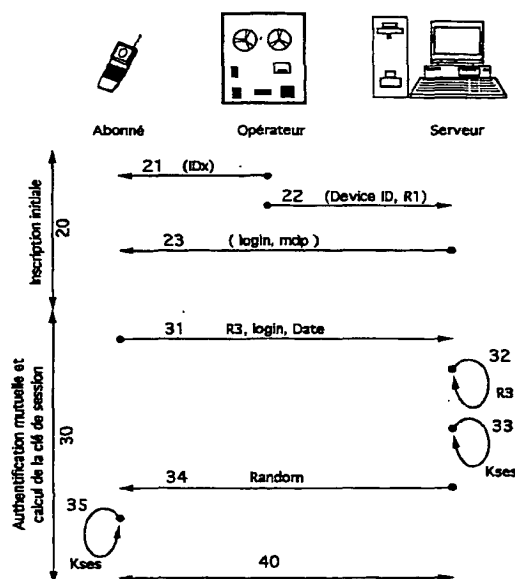 Abonné Opérateur Serveur
21 (IDx)
22 (Device ID, R1)
23 ( login, mdp )
Inscription initiale
20
31 R3, login, Date
32
R3
33
Kses
34 Random
35
Kses
Authentification mutuelle et
calcul de la clé de session
30
40